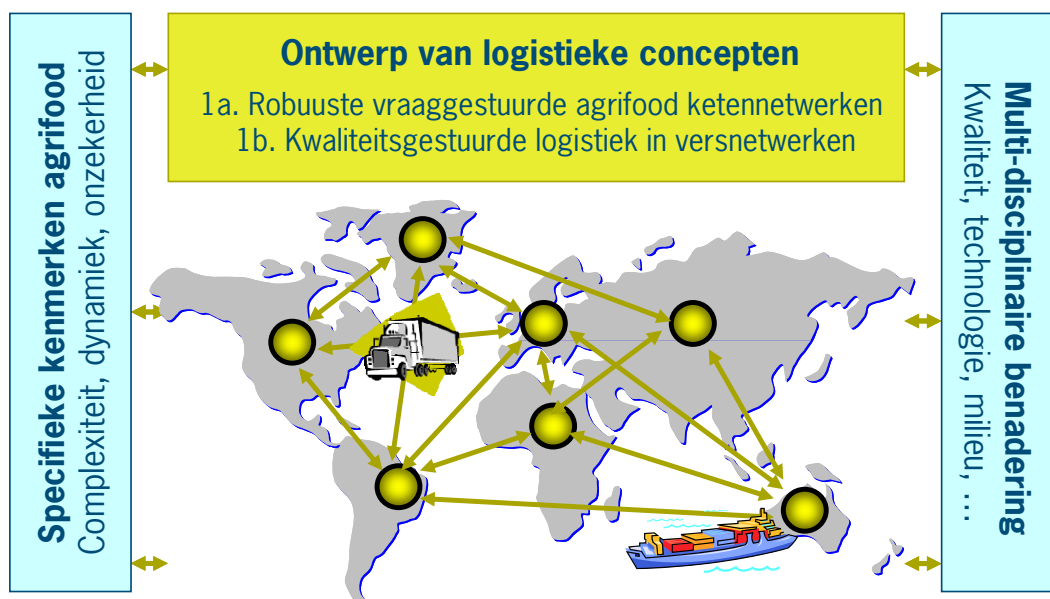 Specifieke kenmerken agrifood
Complexiteit, dynamiek, onzekerheid
Ontwerp van logistieke concepten
1a. Robuuste vraaggestuurde agrifood ketennetwerken
1b. Kwaliteitsgestuurde logistiek in versnetwerken
Multi-disciplinaire benadering
Kwaliteit, technologie, milieu, ...